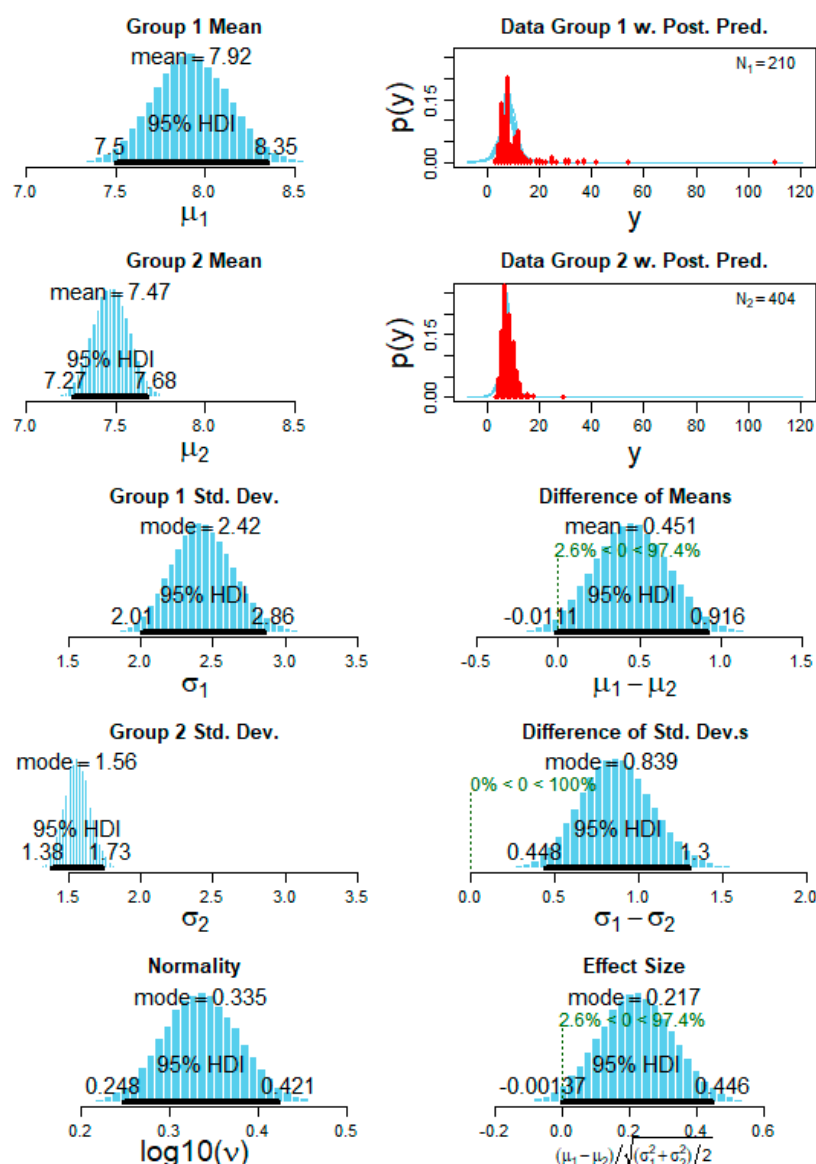 Group 1 Mean
mean = 7.92
95% HDI
7.5 8.35
7.0 7.5 8.0 8.5
μ1
Data Group 1 w. Post. Pred.
N1 = 210
p(y)
0.00 0.15
0 20 40 60 80 100 120
y
Group 2 Mean
mean = 7.47
95% HDI
7.27 7.68
7.0 7.5 8.0 8.5
μ2
Data Group 2 w. Post. Pred.
N2 = 404
p(y)
0.00 0.15
0 20 40 60 80 100 120
y
Group 1 Std. Dev.
mode = 2.42
95% HDI
2.01 2.86
1.5 2.0 2.5 3.0 3.5
σ1
Difference of Means
mean = 0.451
2.6% < 0 < 97.4%
95% HDI
-0.0111 0.916
-0.5 0.0 0.5 1.0 1.5
μ1 − μ2
Group 2 Std. Dev.
mode = 1.56
95% HDI
1.38 1.73
1.5 2.0 2.5 3.0 3.5
σ2
Difference of Std. Dev.s
mode = 0.839
0% < 0 < 100%
95% HDI
0.448 1.3
0.0 0.5 1.0 1.5 2.0
σ1 − σ2
Normality
mode = 0.335
95% HDI
0.248 0.421
0.2 0.3 0.4 0.5
log10(ν)
Effect Size
mode = 0.217
2.6% < 0 < 97.4%
95% HDI
-0.00137 0.446
-0.2 0.0 0.2 0.4 0.6
(μ1 − μ2)/√(σ1² + σ2²)/2